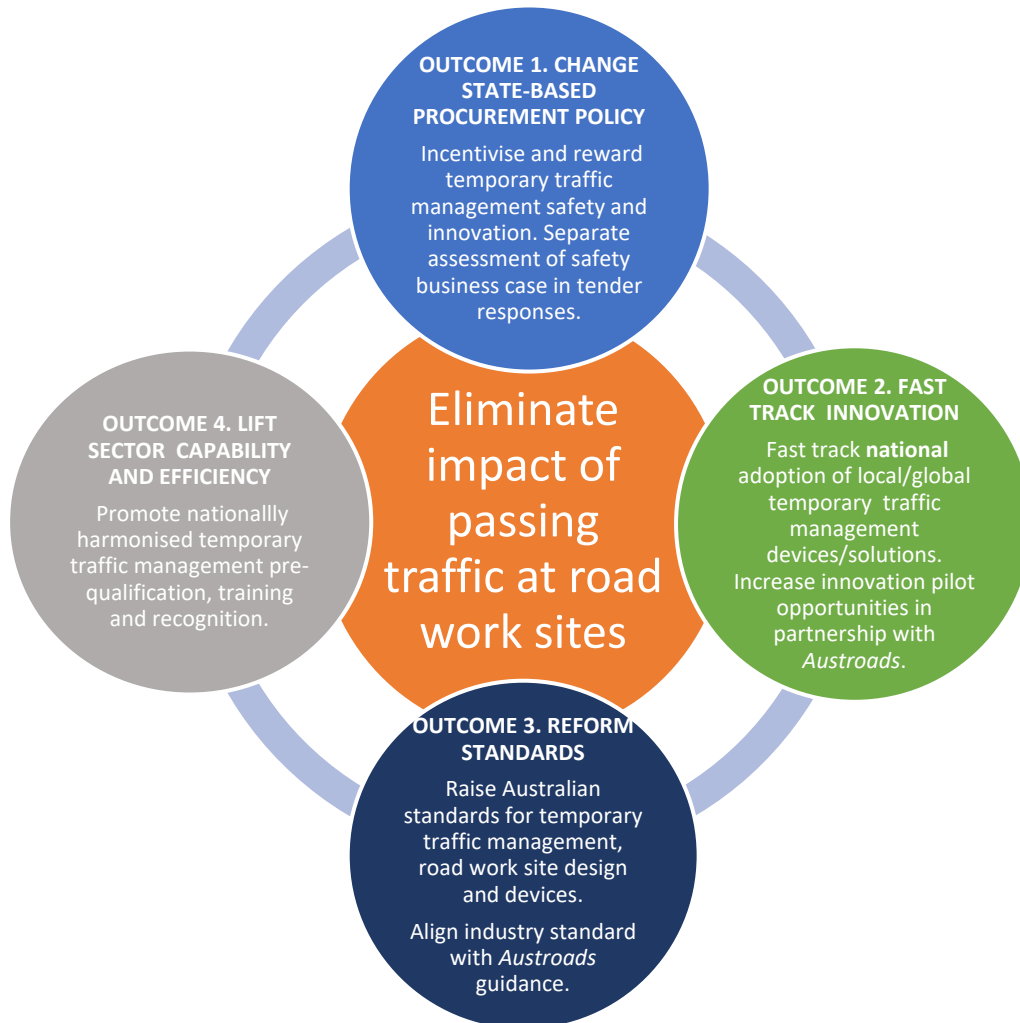 OUTCOME 1. CHANGE
STATE-BASED
PROCUREMENT POLICY
Incentivise and reward
temporary traffic
management safety and
innovation. Separate
assessment of safety
business case in tender
responses.
OUTCOME 2. FAST
TRACK INNOVATION
Fast track national
adoption of local/global
temporary traffic
management
devices/solutions.
Increase innovation pilot
opportunities in
partnership with
Austroads.
OUTCOME 3. REFORM
STANDARDS
Raise Australian
standards for temporary
traffic management,
road work site design
and devices.
Align industry standard
with Austroads
guidance.
OUTCOME 4. LIFT
SECTOR CAPABILITY
AND EFFICIENCY
Promote nationallly
harmonised temporary
traffic management pre-
qualification, training
and recognition.
Eliminate
impact of
passing
traffic at road
work sites